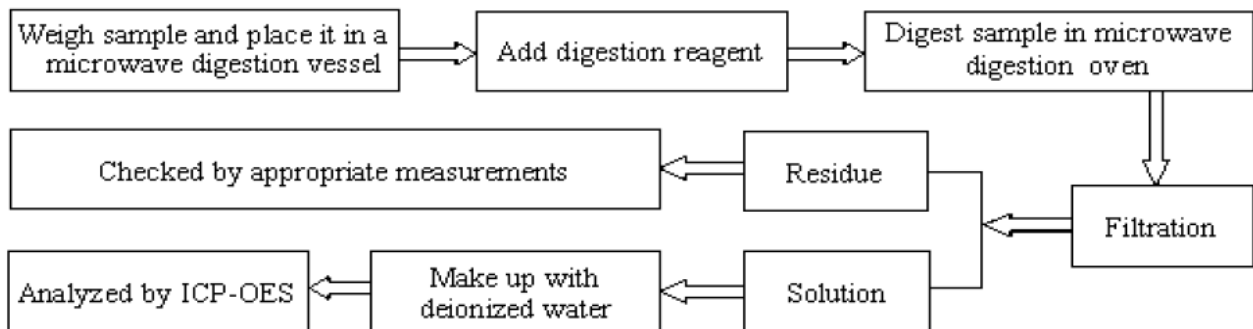 Weigh sample and place it in a
microwave digestion vessel
Add digestion reagent
Digest sample in microwave
digestion oven
Filtration
Residue
Checked by appropriate measurements
Solution
Make up with
deionized water
Analyzed by ICP-OES